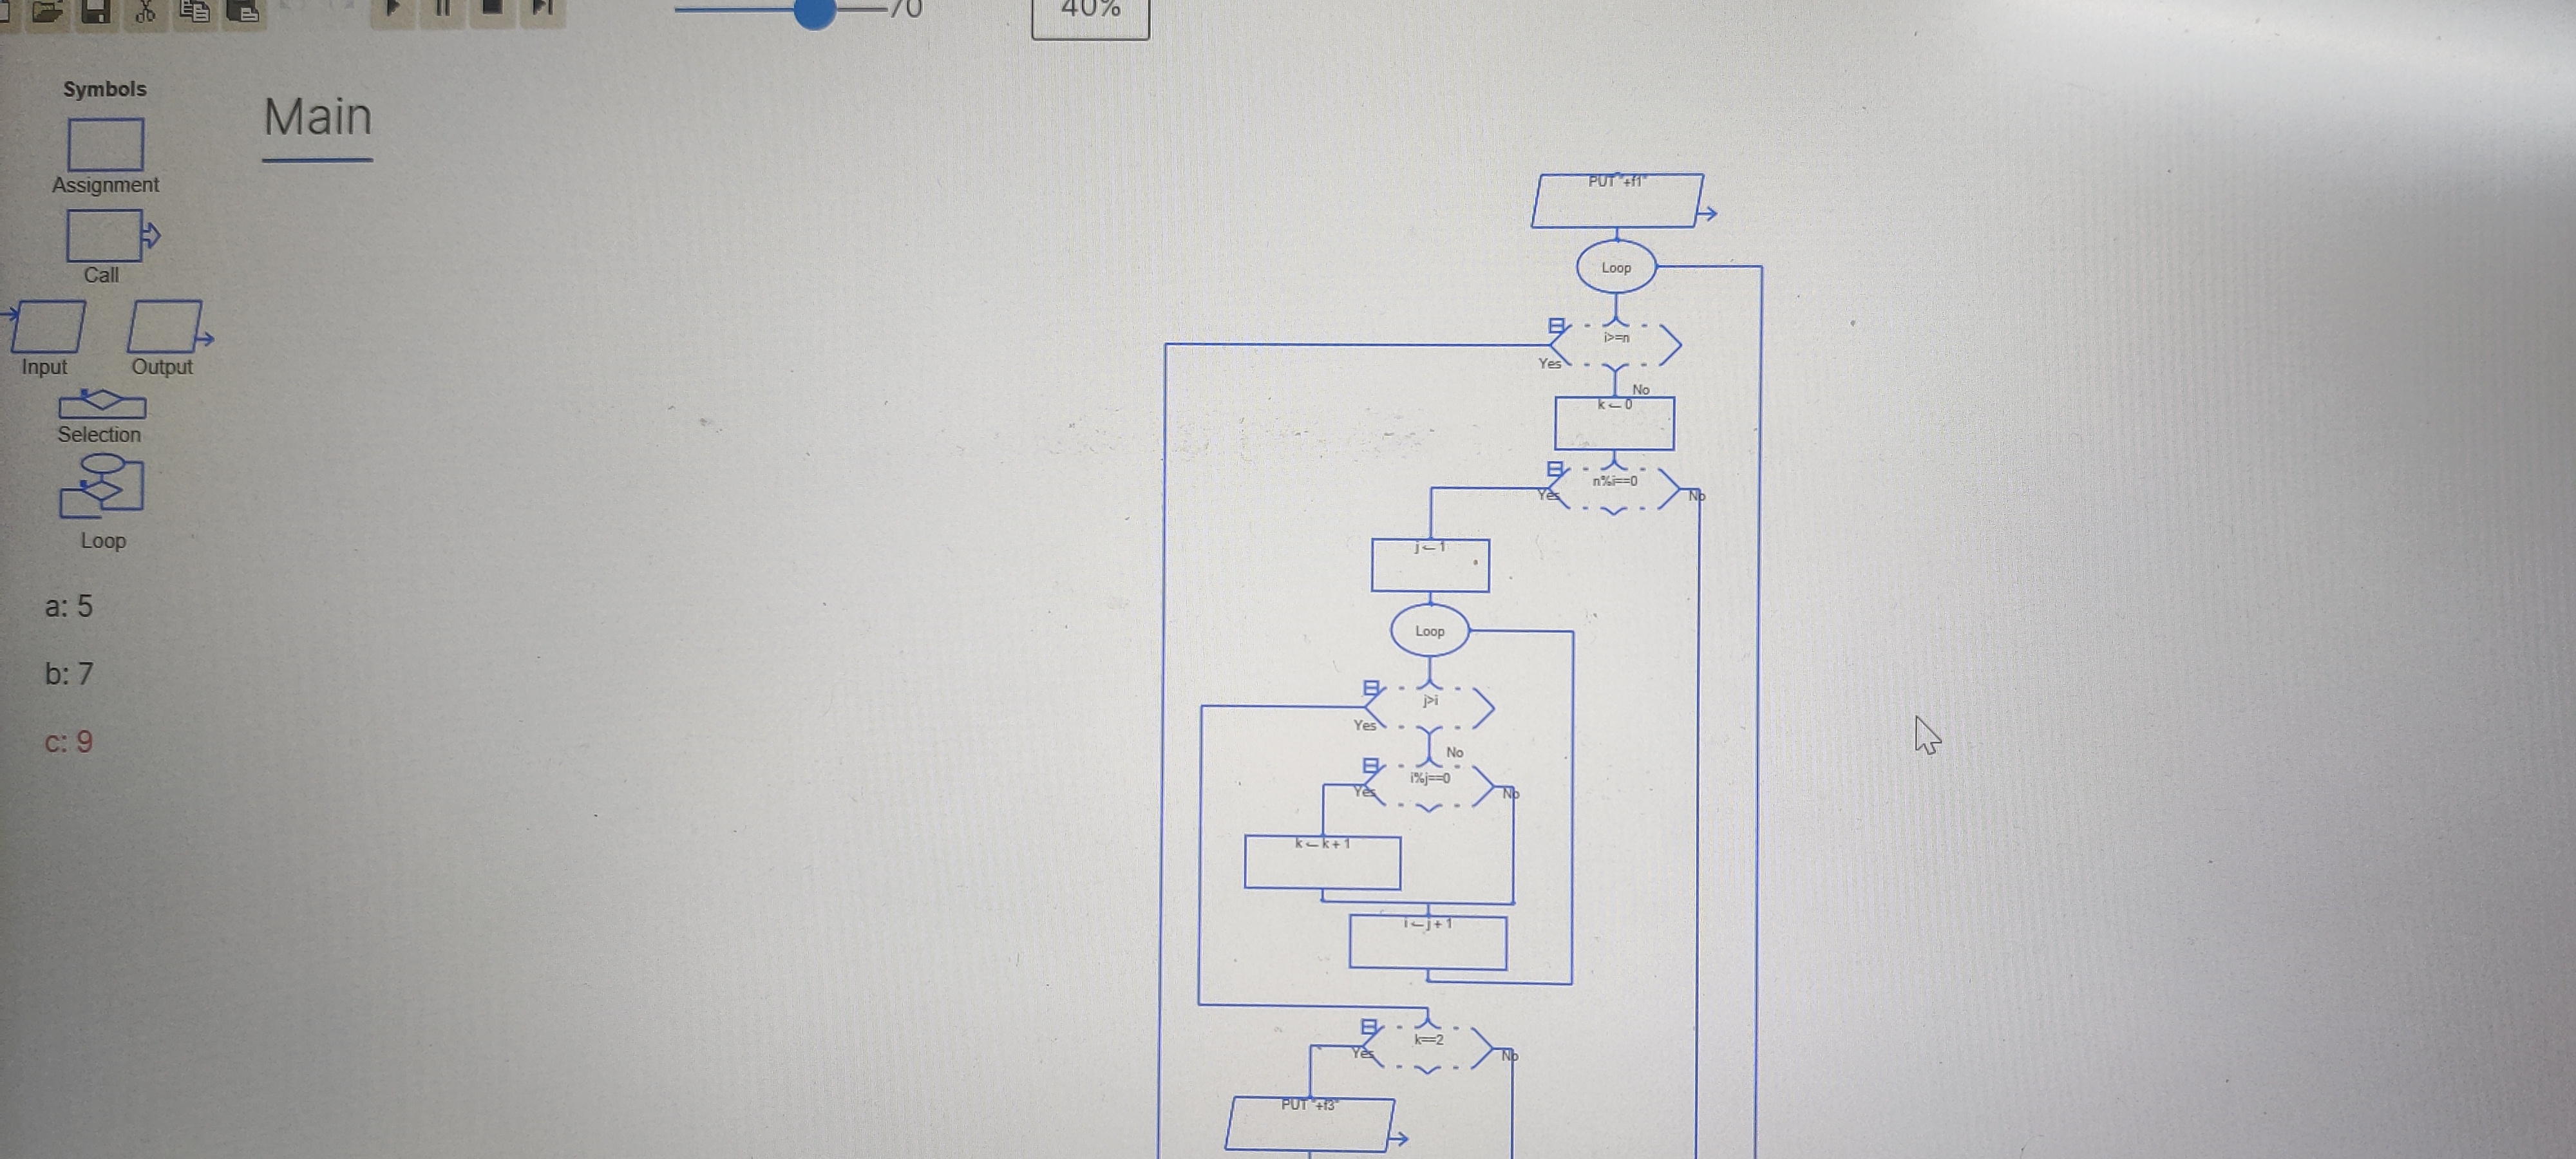 70
40%
Symbols
Main
Assignment
Call
Input
Output
Selection
Loop
a: 5
b: 7
c: 9
PUT "+f1"
Loop
i>=n
Yes
No
k←0
n%i==0
Yes
No
j←1
Loop
j>i
Yes
No
i%j==0
Yes
No
k←k+1
j+1
k==2
Yes
No
PUT "+f3"